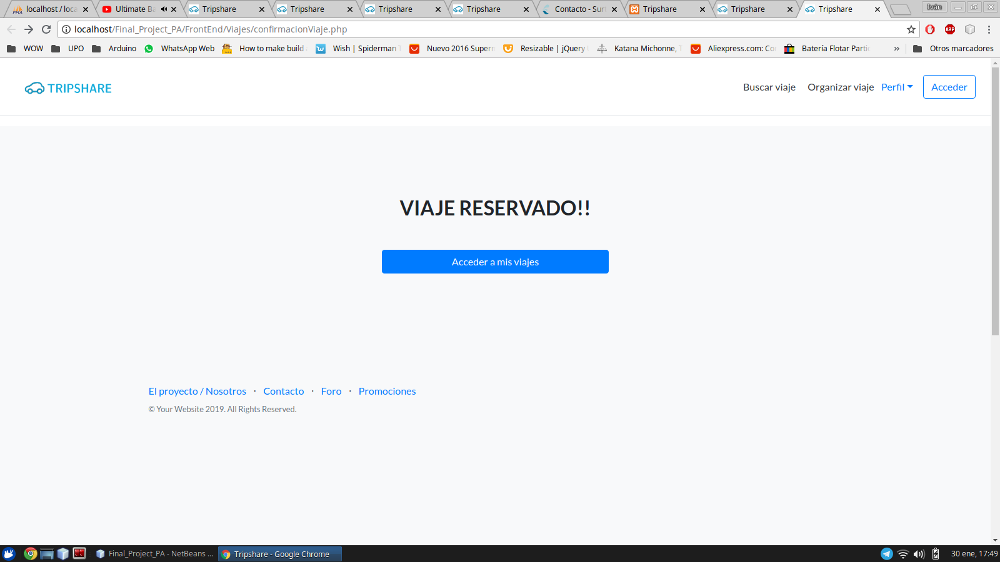 localhost / loca
Ultimate Ba
Tripshare
Tripshare
Tripshare
Tripshare
Contacto - Surf
Tripshare
Tripshare
Tripshare
Iván
localhost/Final_Project_PA/FrontEnd/Viajes/confirmacionViaje.php
ABP
WOW
UPO
Arduino
WhatsApp Web
How to make build
Wish | Spiderman
Nuevo 2016 Superm
Resizable | jQuery
Katana Michonne,
Aliexpress.com: Co
Batería Flotar Partic
»
Otros marcadores
TRIPSHARE
Buscar viaje
Organizar viaje
Perfil
Acceder
VIAJE RESERVADO!!
Acceder a mis viajes
El proyecto / Nosotros · Contacto · Foro · Promociones
© Your Website 2019. All Rights Reserved.
Final_Project_PA - NetBeans ...
Tripshare - Google Chrome
30 ene, 17:49